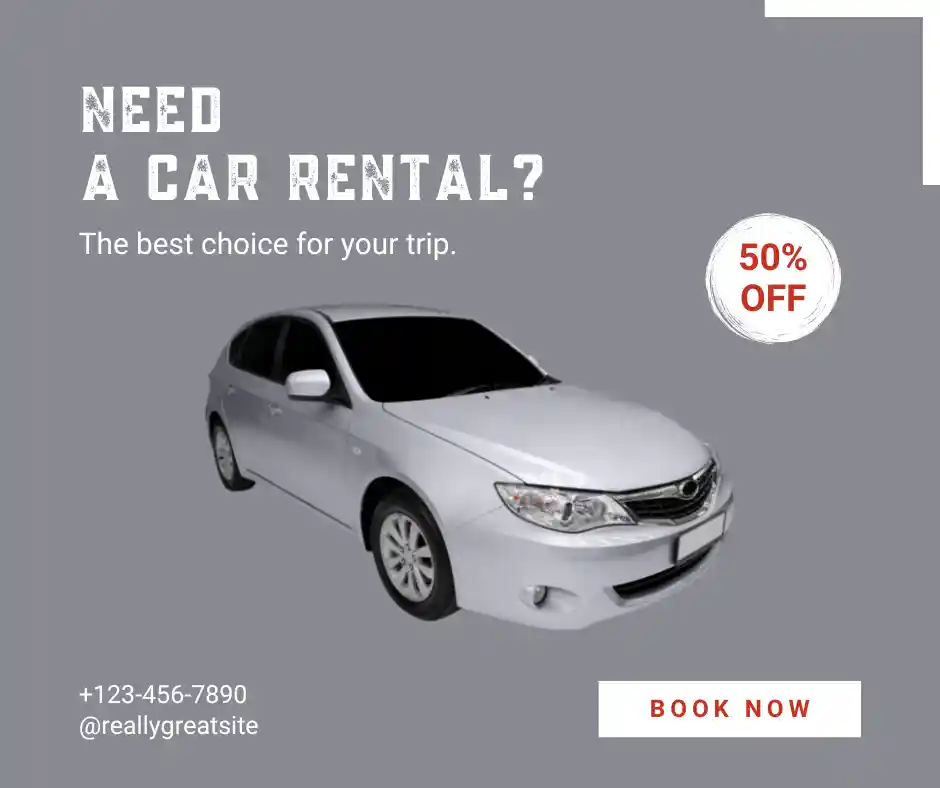 NEED
A CAR RENTAL?
The best choice for your trip.
50%
OFF
+123-456-7890
@reallygreatsite
BOOK NOW